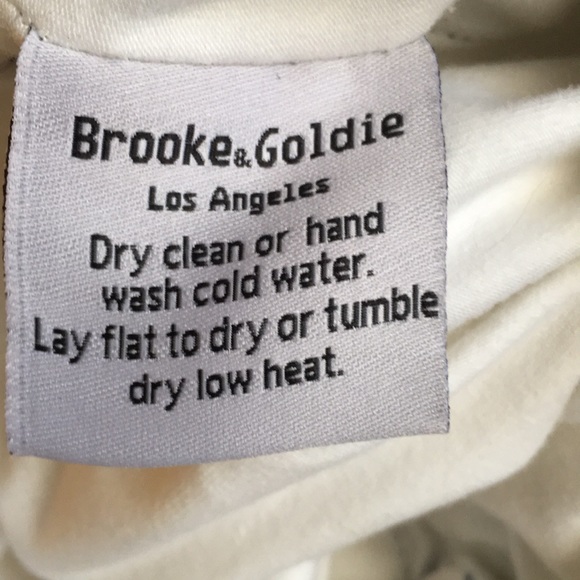 Brooke&Goldie
Los Angeles
Dry clean or hand
wash cold water.
Lay flat to dry or tumble
dry low heat.